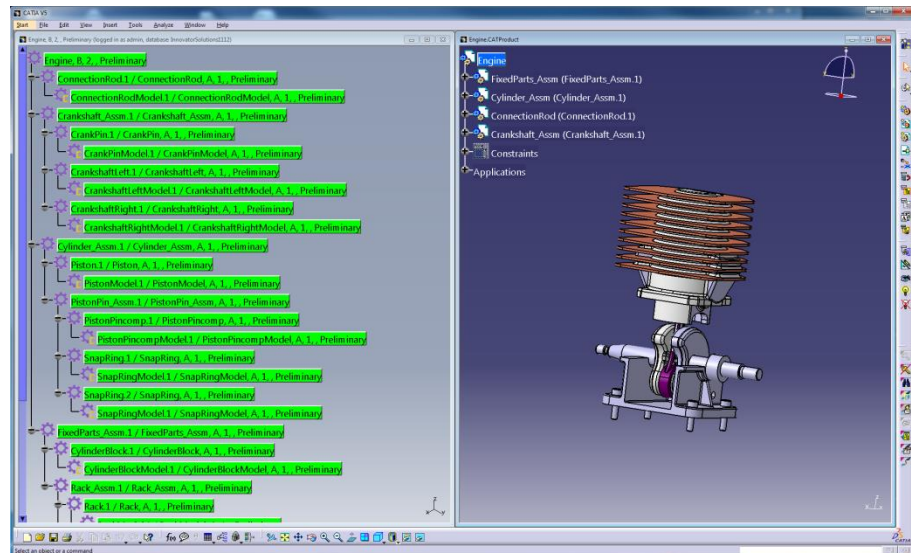 CATIA V5
Start File Edit View Insert Tools Analyze Window Help
Engine, B, 2, , Preliminary (logged in as admin, database: InnovatorSolutions2112)
Engine, B, 2, , Preliminary
ConnectionRod.1 / ConnectionRod, A, 1, , Preliminary
ConnectionRodModel.1 / ConnectionRodModel, A, 1, , Preliminary
Crankshaft_Assm.1 / Crankshaft_Assm, A, 1, , Preliminary
CrankPin.1 / CrankPin, A, 1, , Preliminary
CrankPinModel.1 / CrankPinModel, A, 1, , Preliminary
CrankshaftLeft.1 / CrankshaftLeft, A, 1, , Preliminary
CrankshaftLeftModel.1 / CrankshaftLeftModel, A, 1, , Preliminary
CrankshaftRight.1 / CrankshaftRight, A, 1, , Preliminary
CrankshaftRightModel.1 / CrankshaftRightModel, A, 1, , Preliminary
Cylinder_Assm.1 / Cylinder_Assm, A, 1, , Preliminary
Piston.1 / Piston, A, 1, , Preliminary
PistonModel.1 / PistonModel, A, 1, , Preliminary
PistonPin_Assm.1 / PistonPin_Assm, A, 1, , Preliminary
PistonPincomp.1 / PistonPincomp, A, 1, , Preliminary
PistonPincompModel.1 / PistonPincompModel, A, 1, , Preliminary
SnapRing.1 / SnapRing, A, 1, , Preliminary
SnapRingModel.1 / SnapRingModel, A, 1, , Preliminary
SnapRing.2 / SnapRing, A, 1, , Preliminary
SnapRingModel.1 / SnapRingModel, A, 1, , Preliminary
FixedParts_Assm.1 / FixedParts_Assm, A, 1, , Preliminary
CylinderBlock.1 / CylinderBlock, A, 1, , Preliminary
CylinderBlockModel.1 / CylinderBlockModel, A, 1, , Preliminary
Rack_Assm.1 / Rack_Assm, A, 1, , Preliminary
Rack.1 / Rack, A, 1, , Preliminary
Engine.CATProduct
Engine
FixedParts_Assm (FixedParts_Assm.1)
Cylinder_Assm (Cylinder_Assm.1)
ConnectionRod (ConnectionRod.1)
Crankshaft_Assm (Crankshaft_Assm.1)
Constraints
Applications
Select an object or a command
CATIA